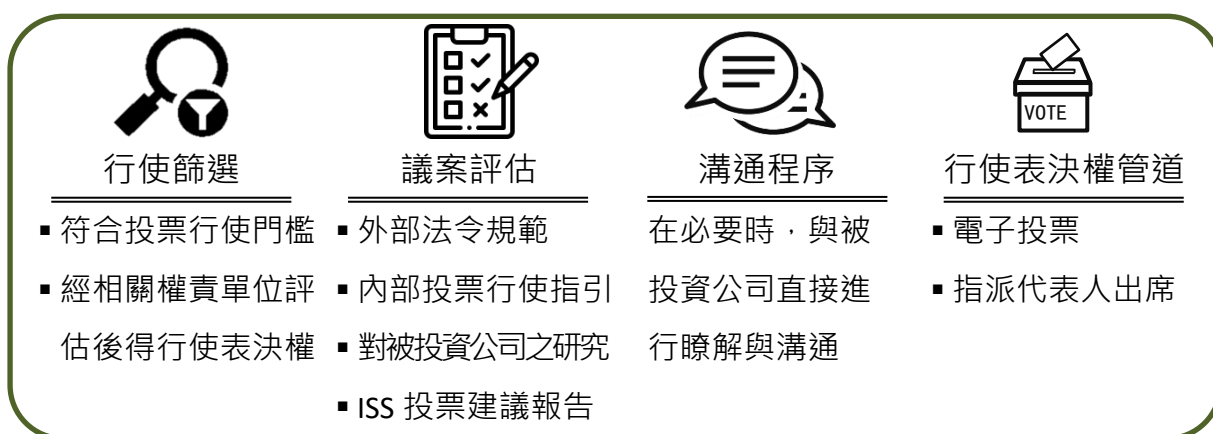 VOTE
行使篩選
▪ 符合投票行使門檻
▪ 經相關權責單位評
估後得行使表決權
議案評估
▪ 外部法令規範
▪ 內部投票行使指引
▪ 對被投資公司之研究
▪ ISS 投票建議報告
溝通程序
在必要時，與被
投資公司直接進
行瞭解與溝通
行使表決權管道
▪ 電子投票
▪ 指派代表人出席